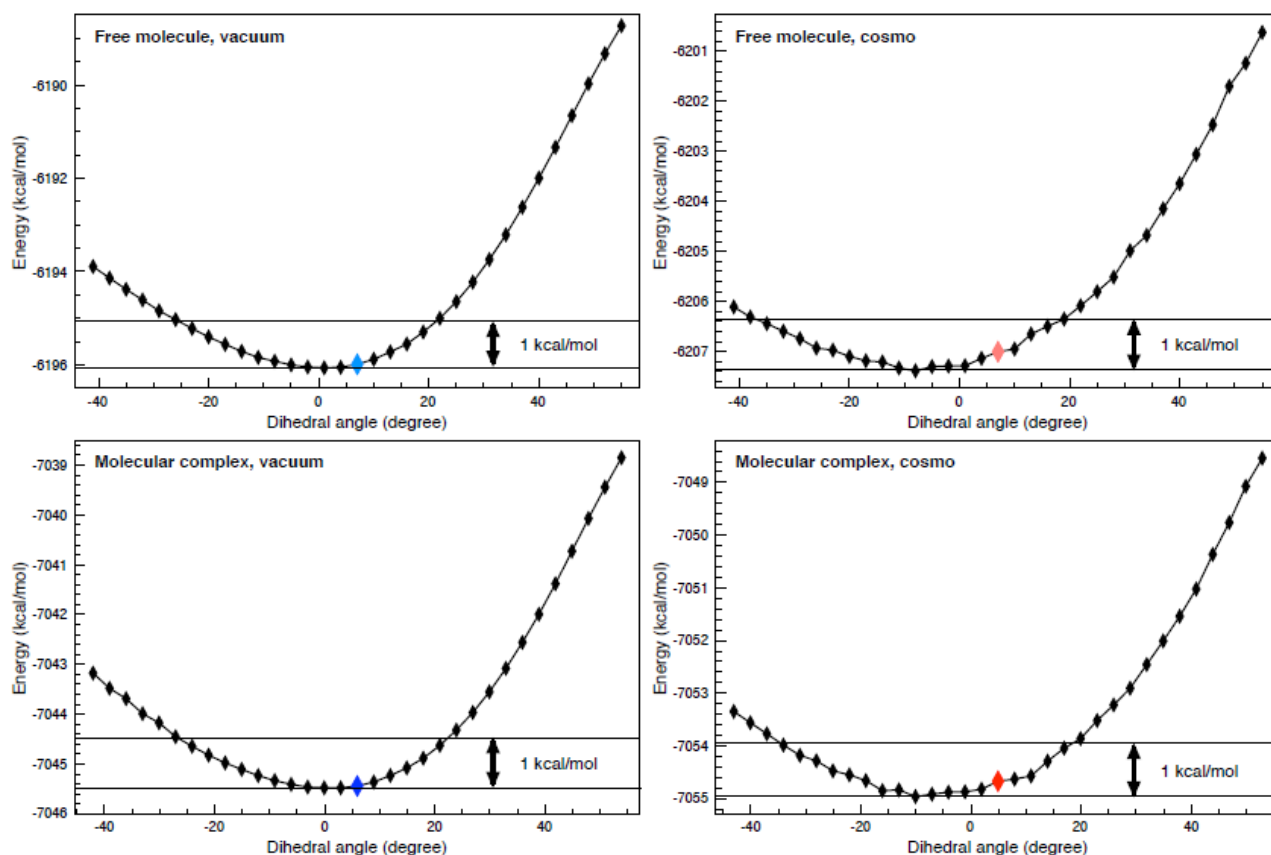 Free molecule, vacuum
Energy (kcal/mol)
-6190
-6192
-6194
-6196
1 kcal/mol
-40
-20
0
20
40
Dihedral angle (degree)
Free molecule, cosmo
Energy (kcal/mol)
-6201
-6202
-6203
-6204
-6205
-6206
-6207
1 kcal/mol
-40
-20
0
20
40
Dihedral angle (degree)
Molecular complex, vacuum
Energy (kcal/mol)
-7039
-7040
-7041
-7042
-7043
-7044
-7045
-7046
1 kcal/mol
-40
-20
0
20
40
Dihedral angle (degree)
Molecular complex, cosmo
Energy (kcal/mol)
-7049
-7050
-7051
-7052
-7053
-7054
-7055
1 kcal/mol
-40
-20
0
20
40
Dihedral angle (degree)